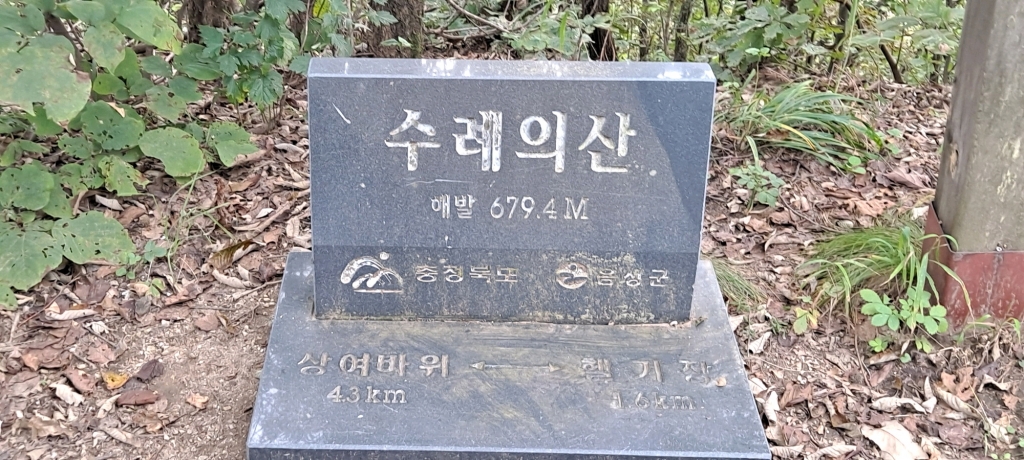 수레의산
해발 679.4M
충청북도 음성군
상여바위 ↔ 헬기장
4.3km 1.6km